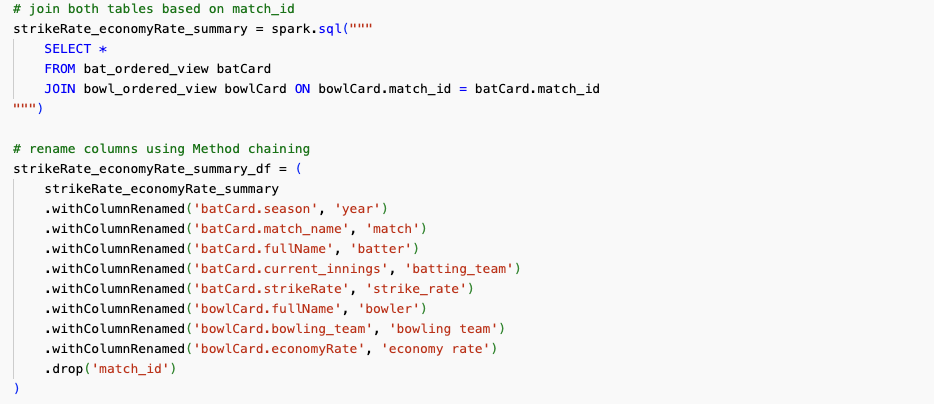 # join both tables based on match_id
strikeRate_economyRate_summary = spark.sql("""
    SELECT *
    FROM bat_ordered_view batCard
    JOIN bowl_ordered_view bowlCard ON bowlCard.match_id = batCard.match_id
""")

# rename columns using Method chaining
strikeRate_economyRate_summary_df = (
    strikeRate_economyRate_summary
    .withColumnRenamed('batCard.season', 'year')
    .withColumnRenamed('batCard.match_name', 'match')
    .withColumnRenamed('batCard.fullName', 'batter')
    .withColumnRenamed('batCard.current_innings', 'batting_team')
    .withColumnRenamed('batCard.strikeRate', 'strike_rate')
    .withColumnRenamed('bowlCard.fullName', 'bowler')
    .withColumnRenamed('bowlCard.bowling_team', 'bowling team')
    .withColumnRenamed('bowlCard.economyRate', 'economy rate')
    .drop('match_id')
)